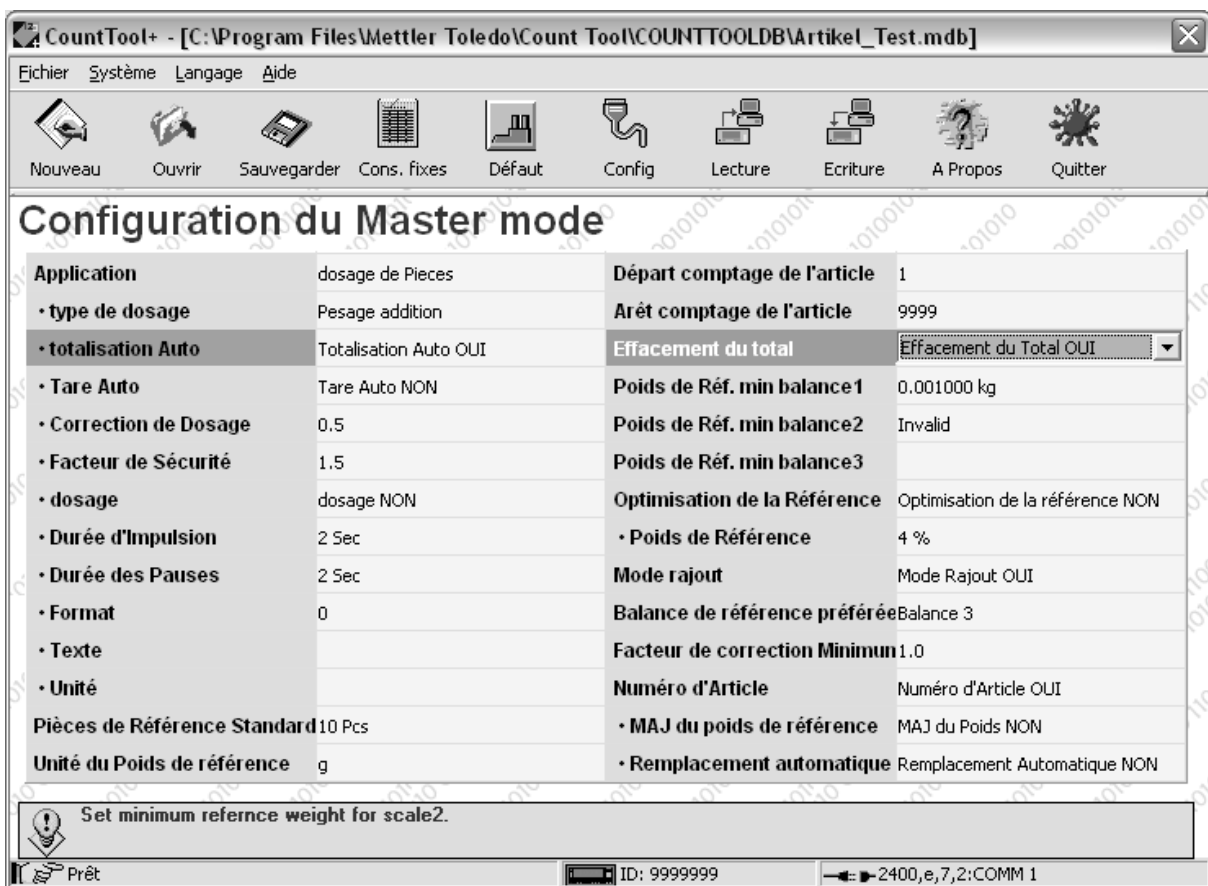 CountTool+ - [C:\Program Files\Mettler Toledo\Count Tool\COUNTTOOLDB\Artikel_Test.mdb]
Fichier Système Langage Aide
Nouveau Ouvrir Sauvegarder Cons. fixes Défaut Config Lecture Ecriture A Propos Quitter
Configuration du Master mode
Application dosage de Pieces Départ comptage de l'article 1
• type de dosage Pesage addition Arêt comptage de l'article 9999
• totalisation Auto Totalisation Auto OUI Effacement du total Effacement du Total OUI
• Tare Auto Tare Auto NON Poids de Réf. min balance1 0.001000 kg
• Correction de Dosage 0.5 Poids de Réf. min balance2 Invalid
• Facteur de Sécurité 1.5 Poids de Réf. min balance3
• dosage dosage NON Optimisation de la Référence Optimisation de la référence NON
• Durée d'Impulsion 2 Sec • Poids de Référence 4 %
• Durée des Pauses 2 Sec Mode rajout Mode Rajout OUI
• Format 0 Balance de référence préférée Balance 3
• Texte Facteur de correction Minimun 1.0
• Unité Numéro d'Article Numéro d'Article OUI
Pièces de Référence Standard 10 Pcs • MAJ du poids de référence MAJ du Poids NON
Unité du Poids de référence g • Remplacement automatique Remplacement Automatique NON
Set minimum refernce weight for scale2.
Prêt ID: 9999999 2400,e,7,2:COMM 1